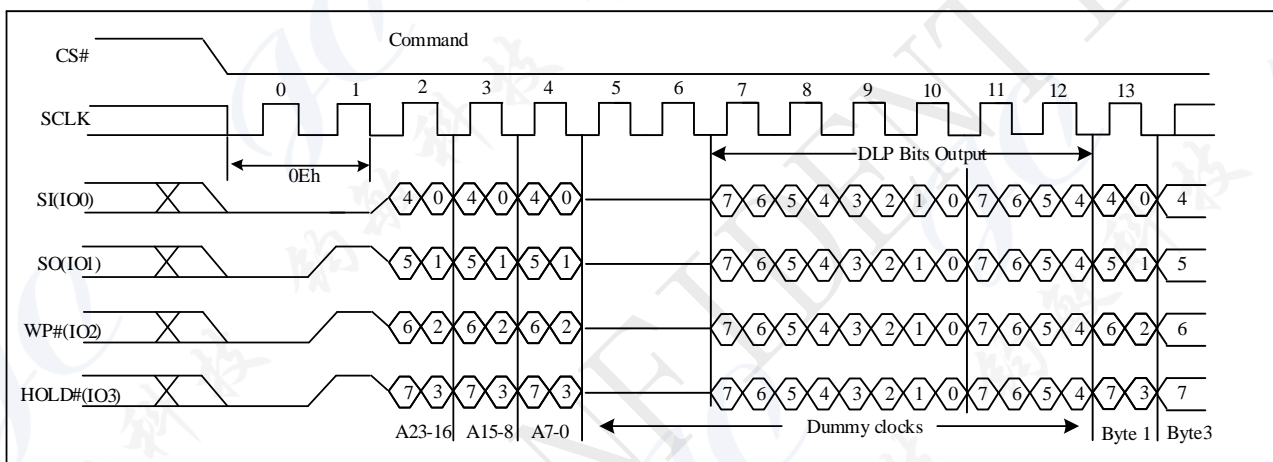 Command
CS#
0 1 2 3 4 5 6 7 8 9 10 11 12 13
SCLK
0Eh
DLP Bits Output
SI(IO0) 4 0 4 0 4 0 7 6 5 4 3 2 1 0 7 6 5 4 4 0 4
SO(IO1) 5 1 5 1 5 1 7 6 5 4 3 2 1 0 7 6 5 4 5 1 5
WP#(IO2) 6 2 6 2 6 2 7 6 5 4 3 2 1 0 7 6 5 4 6 2 6
HOLD#(IO3) 7 3 7 3 7 3 7 6 5 4 3 2 1 0 7 6 5 4 7 3 7
A23-16 A15-8 A7-0 Dummy clocks Byte 1 Byte3